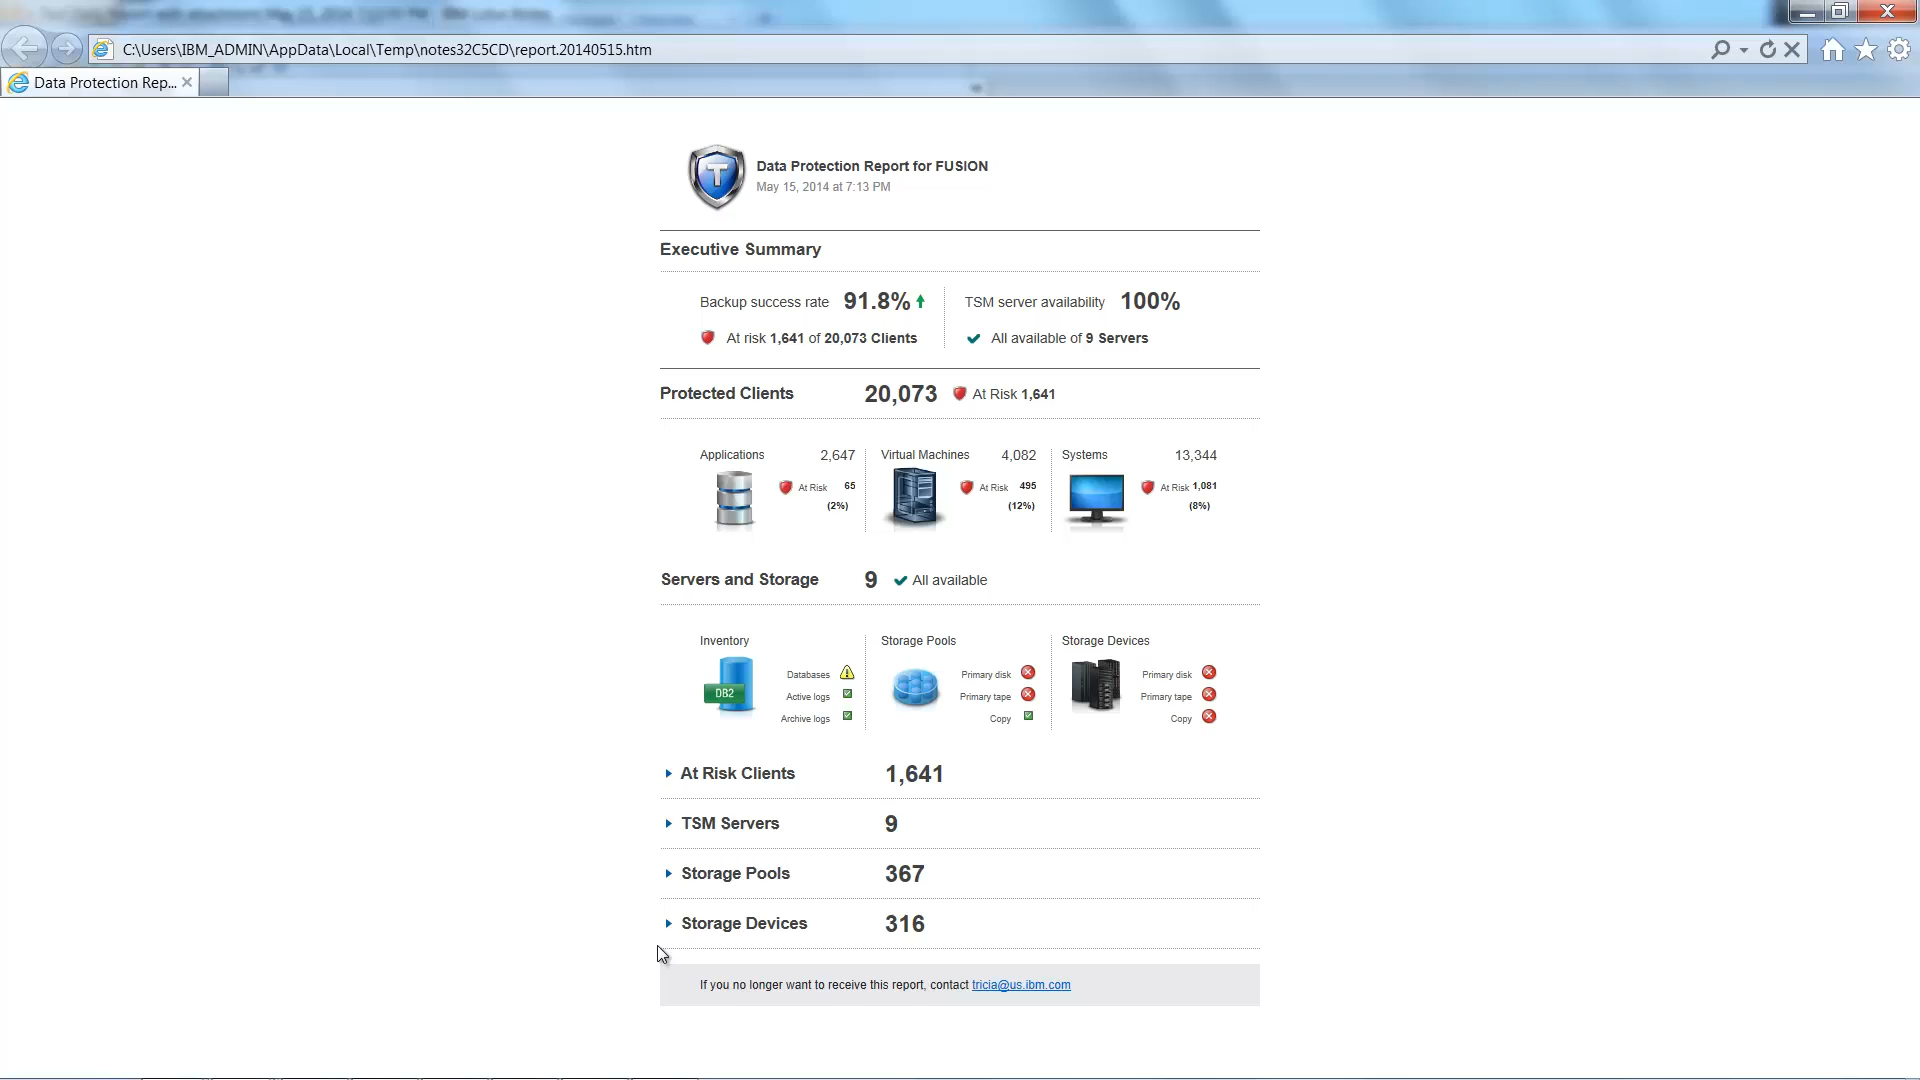 C:\Users\IBM_ADMIN\AppData\Local\Temp\notes32C5CD\report.20140515.htm
Data Protection Rep...
T
Data Protection Report for FUSION
May 15, 2014 at 7:13 PM
Executive Summary
Backup success rate 91.8% TSM server availability 100%
At risk 1,641 of 20,073 Clients All available of 9 Servers
Protected Clients 20,073 At Risk 1,641
Applications 2,647 Virtual Machines 4,082 Systems 13,344
At Risk 65 At Risk 495 At Risk 1,081
(2%) (12%) (8%)
Servers and Storage 9 All available
Inventory Storage Pools Storage Devices
Databases Primary disk Primary disk
DB2 Active logs Primary tape Primary tape
Archive logs Copy Copy
At Risk Clients 1,641
TSM Servers 9
Storage Pools 367
Storage Devices 316
If you no longer want to receive this report, contact tricia@us.ibm.com